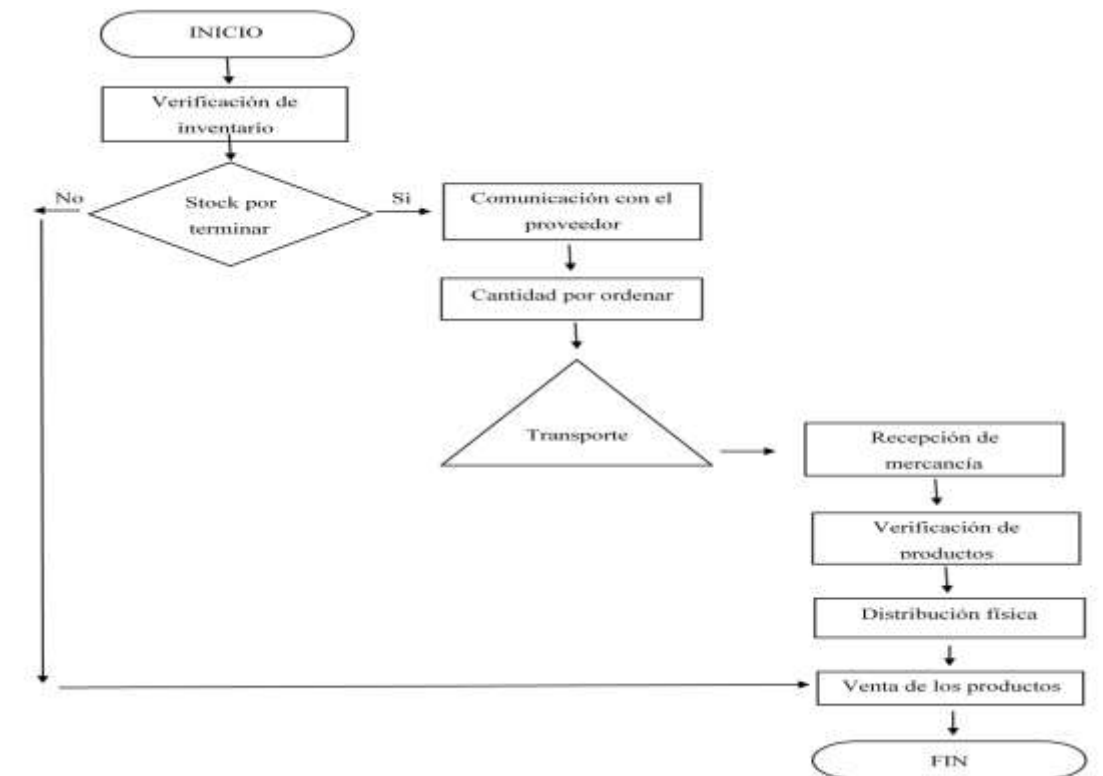 INICIO
Verificación de
inventario
No
Stock por
terminar
Si
Comunicación con el
proveedor
Cantidad por ordenar
Transporte
Recepción de
mercancía
Verificación de
productos
Distribución física
Venta de los productos
FIN